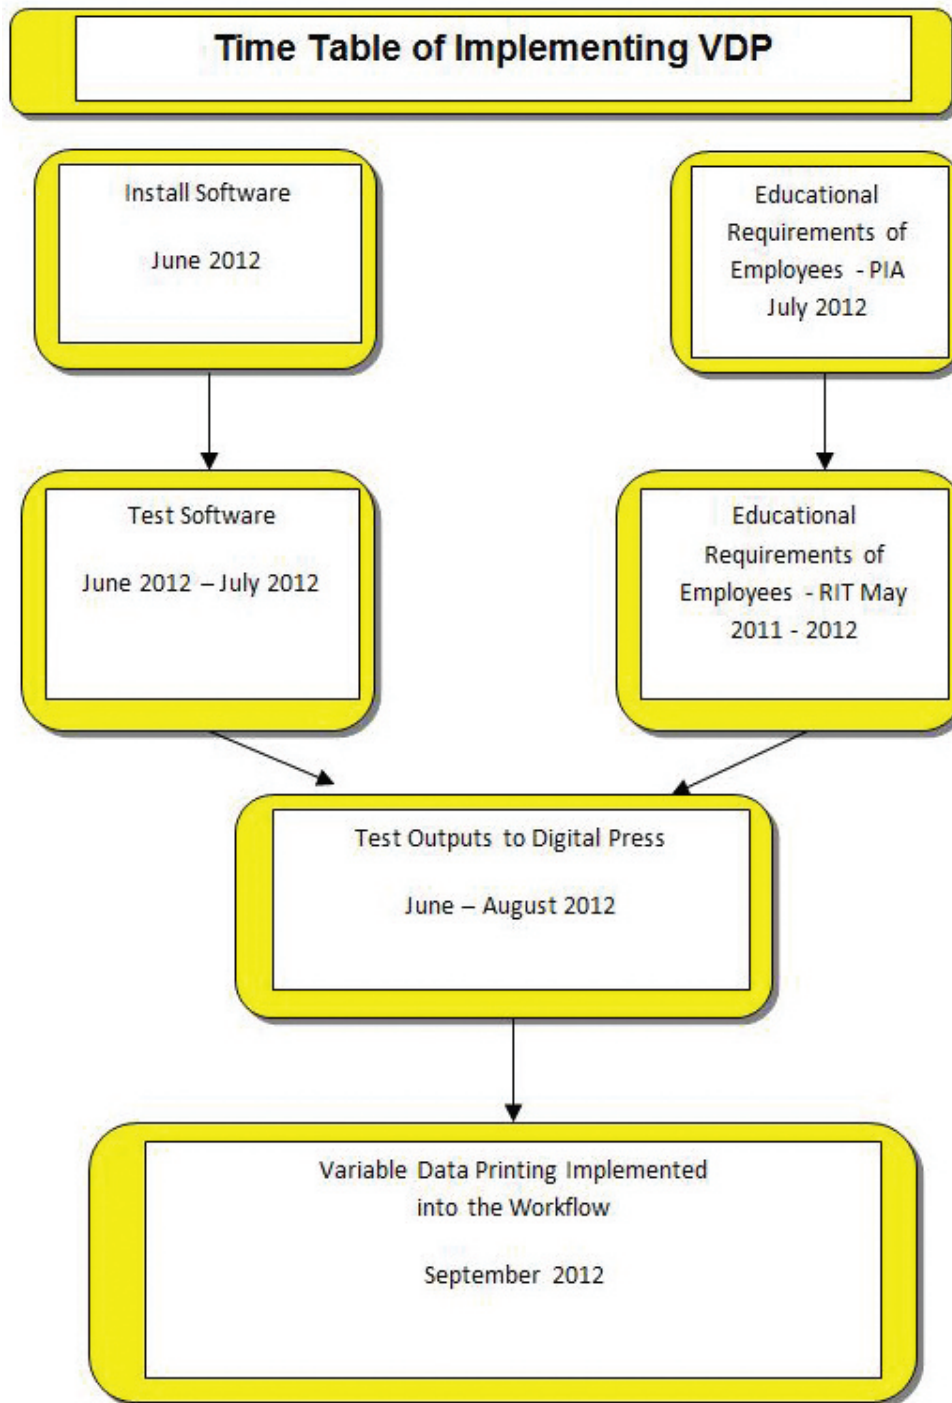 Time Table of Implementing VDP
Install Software
June 2012
Educational
Requirements of
Employees - PIA
July 2012
Test Software
June 2012 – July 2012
Educational
Requirements of
Employees - RIT May
2011 - 2012
Test Outputs to Digital Press
June – August 2012
Variable Data Printing Implemented
into the Workflow
September 2012